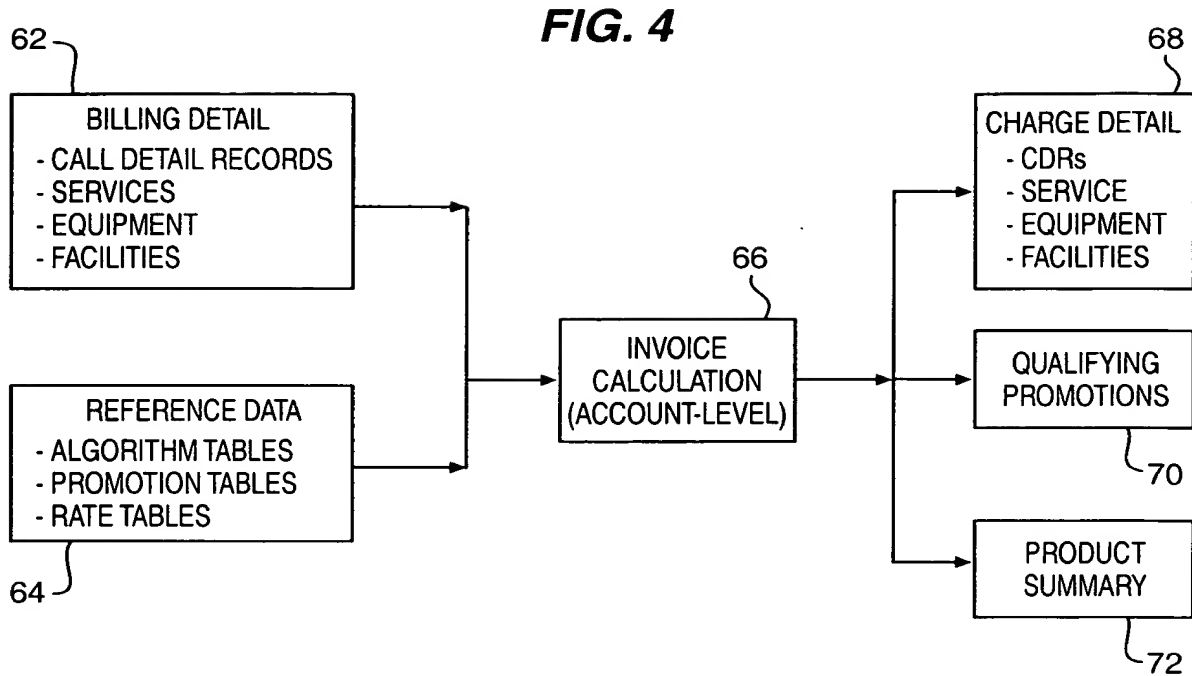 FIG. 4
62
BILLING DETAIL
- CALL DETAIL RECORDS
- SERVICES
- EQUIPMENT
- FACILITIES
REFERENCE DATA
- ALGORITHM TABLES
- PROMOTION TABLES
- RATE TABLES
64
66
INVOICE
CALCULATION
(ACCOUNT-LEVEL)
68
CHARGE DETAIL
- CDRs
- SERVICE
- EQUIPMENT
- FACILITIES
QUALIFYING
PROMOTIONS
70
PRODUCT
SUMMARY
72